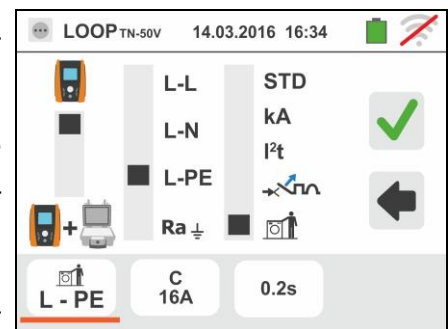 LOOP TN-50V 14.03.2016 16:34
L-L STD
L-N kA
I²t
L-PE
Ra
L - PE
C
16A
0.2s